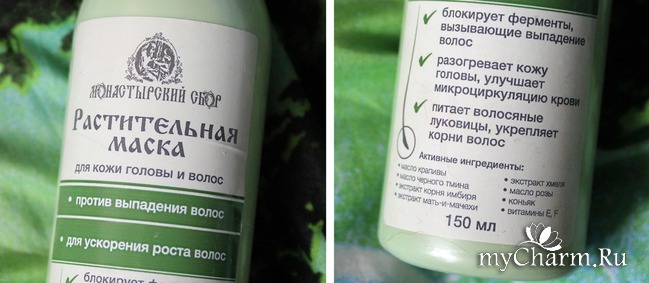 МОНАСТЫРСКИЙ СБОР
РАСТИТЕЛЬНАЯ
МАСКА
для кожи головы и волос
• против выпадения волос
• для ускорения роста волос
блокирует
блокирует ферменты,
вызывающие выпадение
волос
разогревает кожу
головы, улучшает
микроциркуляцию крови
питает волосяные
луковицы, укрепляет
корни волос
Активные ингредиенты:
• масло крапивы
• масло черного тмина
• экстракт корня имбиря
• экстракт мать-и-мачехи
• экстракт хмеля
• масло розы
• коньяк
• витамины E, F
150 мл
myCharm.Ru